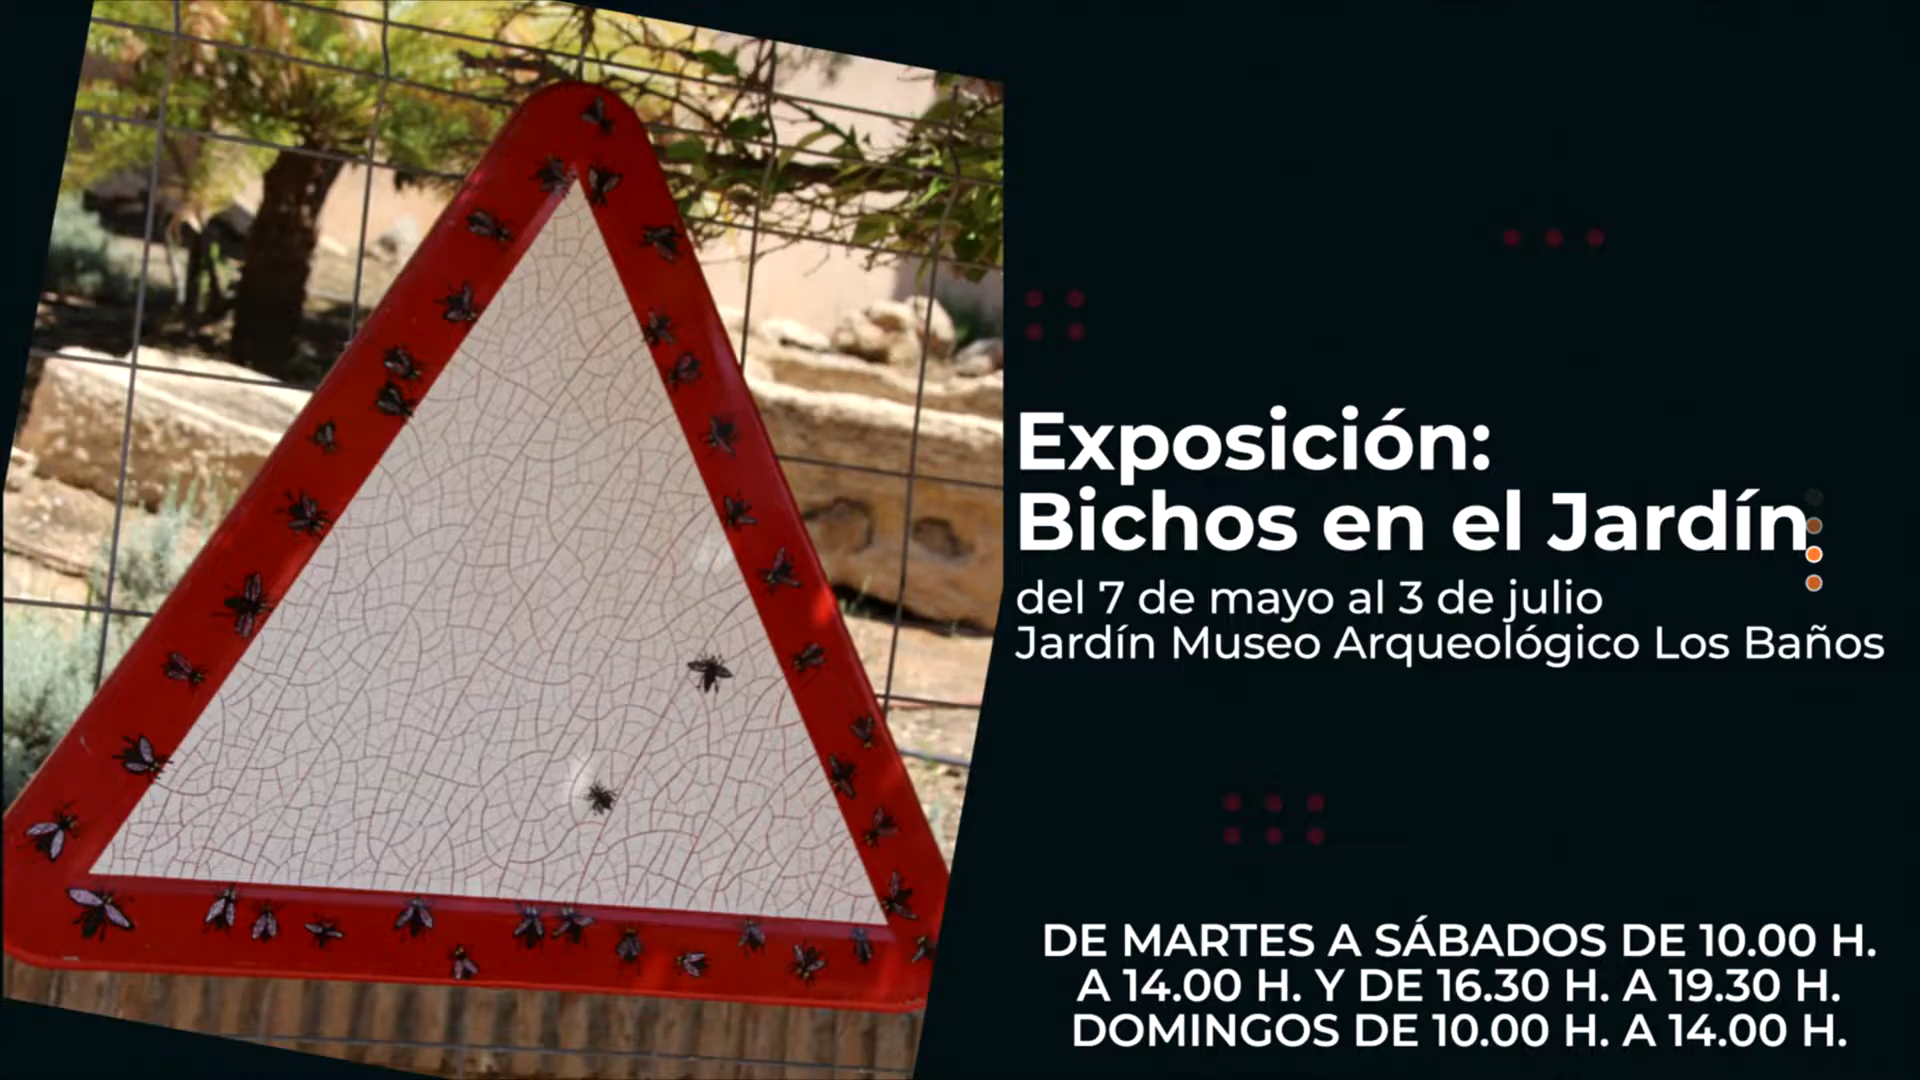 Exposición:
Bichos en el Jardín
del 7 de mayo al 3 de julio
Jardín Museo Arqueológico Los Baños
DE MARTES A SÁBADOS DE 10.00 H.
A 14.00 H. Y DE 16.30 H. A 19.30 H.
DOMINGOS DE 10.00 H. A 14.00 H.